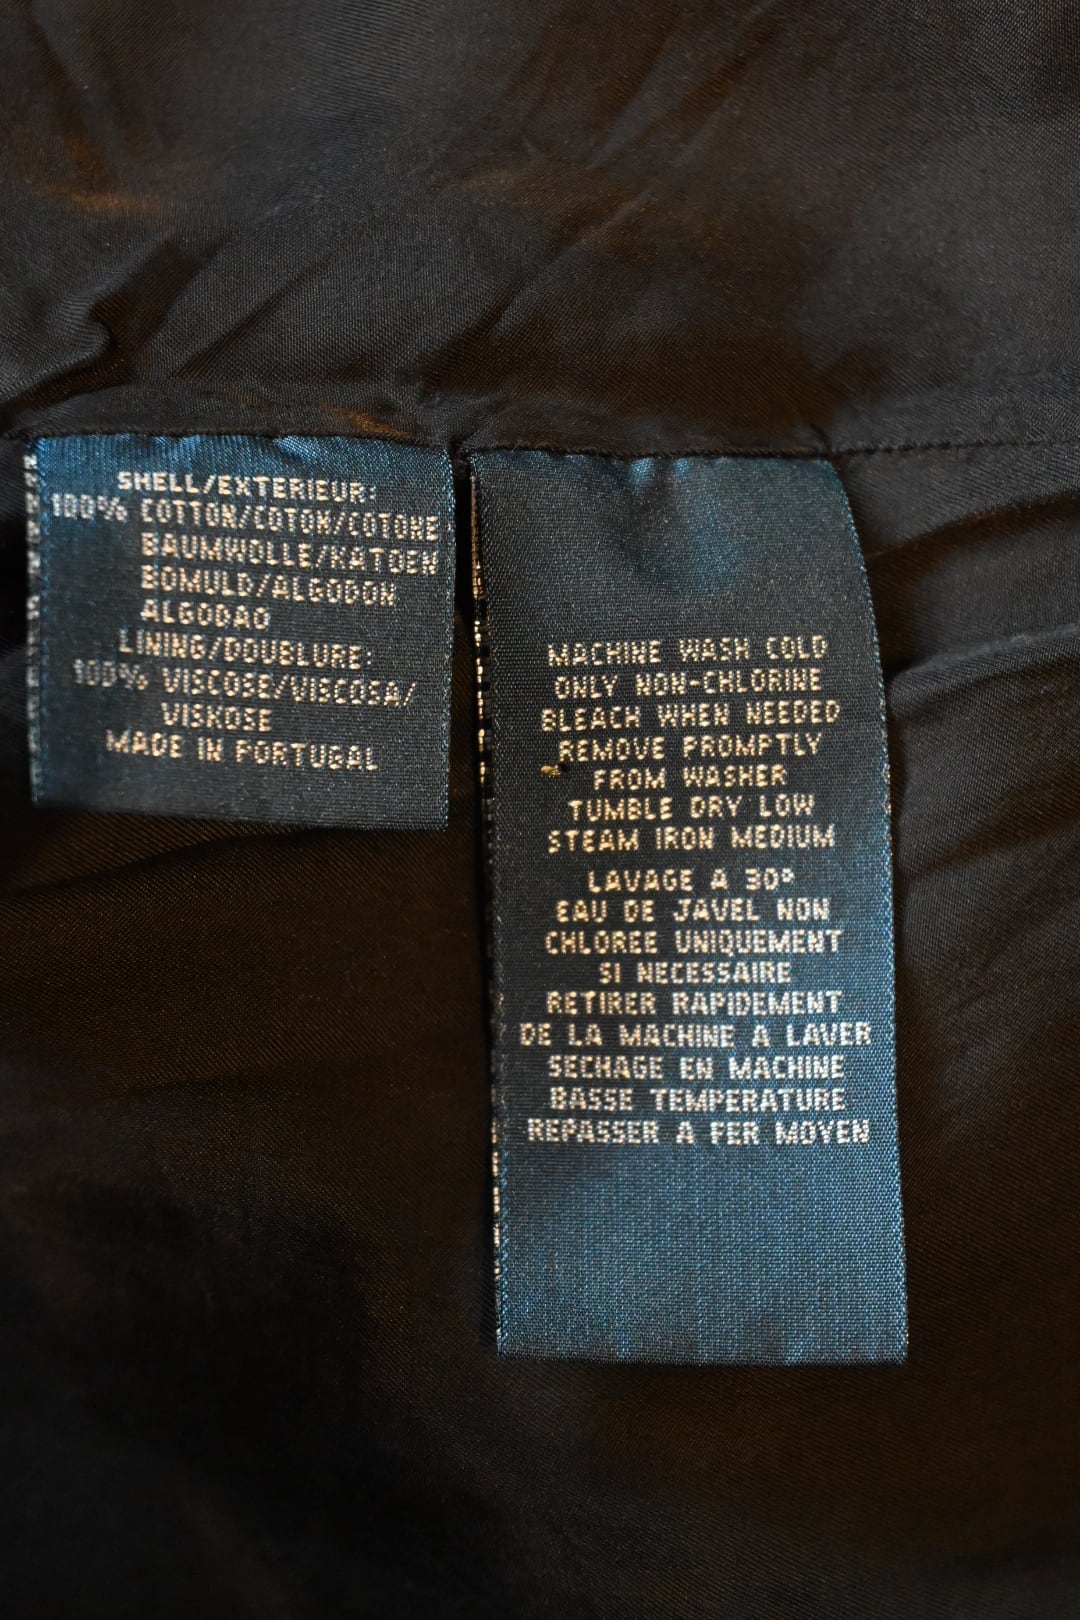 SHELL/EXTERIEUR:
100% COTTON/COTON/COTONE
BAUMWOLLE/KATOEN
BOMULD/ALGODON
ALGODAO
LINING/DOUBLURE:
100% VISCOSE/VISCOSA/
VISKOSE
MADE IN PORTUGAL
MACHINE WASH COLD
ONLY NON-CHLORINE
BLEACH WHEN NEEDED
REMOVE PROMPTLY
FROM WASHER
TUMBLE DRY LOW
STEAM IRON MEDIUM
LAVAGE A 30°
EAU DE JAVEL NON
CHLOREE UNIQUEMENT
SI NECESSAIRE
RETIRER RAPIDEMENT
DE LA MACHINE A LAVER
SECHAGE EN MACHINE
BASSE TEMPERATURE
REPASSER A FER MOYEN